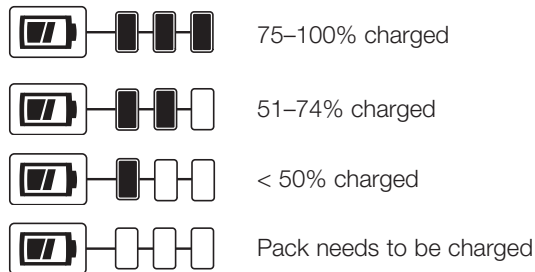 75–100% charged
51–74% charged
< 50% charged
Pack needs to be charged